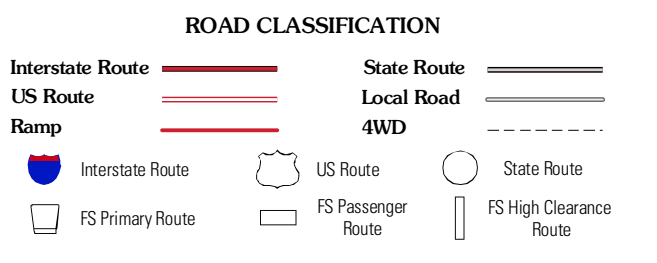 ROAD CLASSIFICATION
Interstate Route
State Route
US Route
Local Road
Ramp
4WD
Interstate Route
US Route
State Route
FS Primary Route
FS Passenger
Route
FS High Clearance
Route